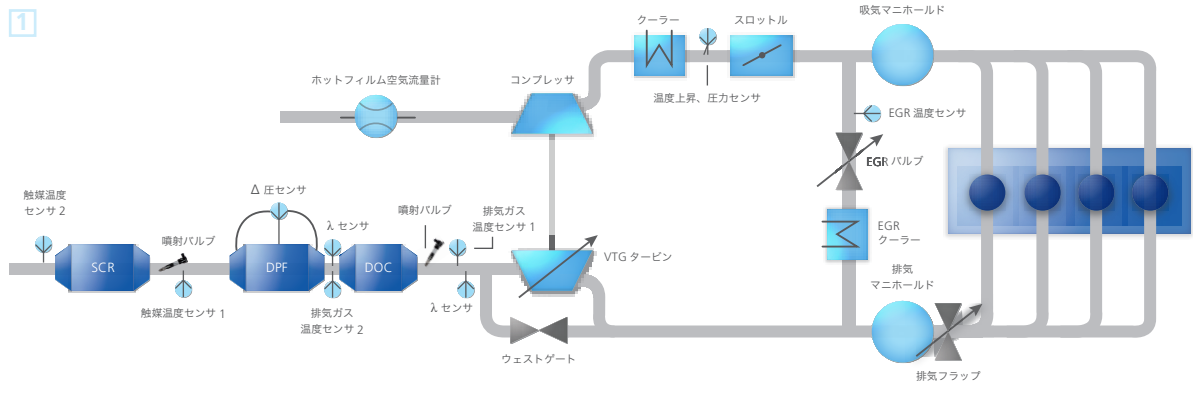 1
クーラー
スロットル
吸気マニホールド
ホットフィルム空気流量計
コンプレッサ
温度上昇、圧力センサ
EGR 温度センサ
EGR バルブ
触媒温度
センサ 2
Δ 圧センサ
λ センサ
噴射バルブ
噴射バルブ
排気ガス
温度センサ 1
EGR
クーラー
SCR
DPF
DOC
VTG タービン
排気
マニホールド
触媒温度センサ 1
排気ガス
温度センサ 2
λ センサ
ウェストゲート
排気フラップ